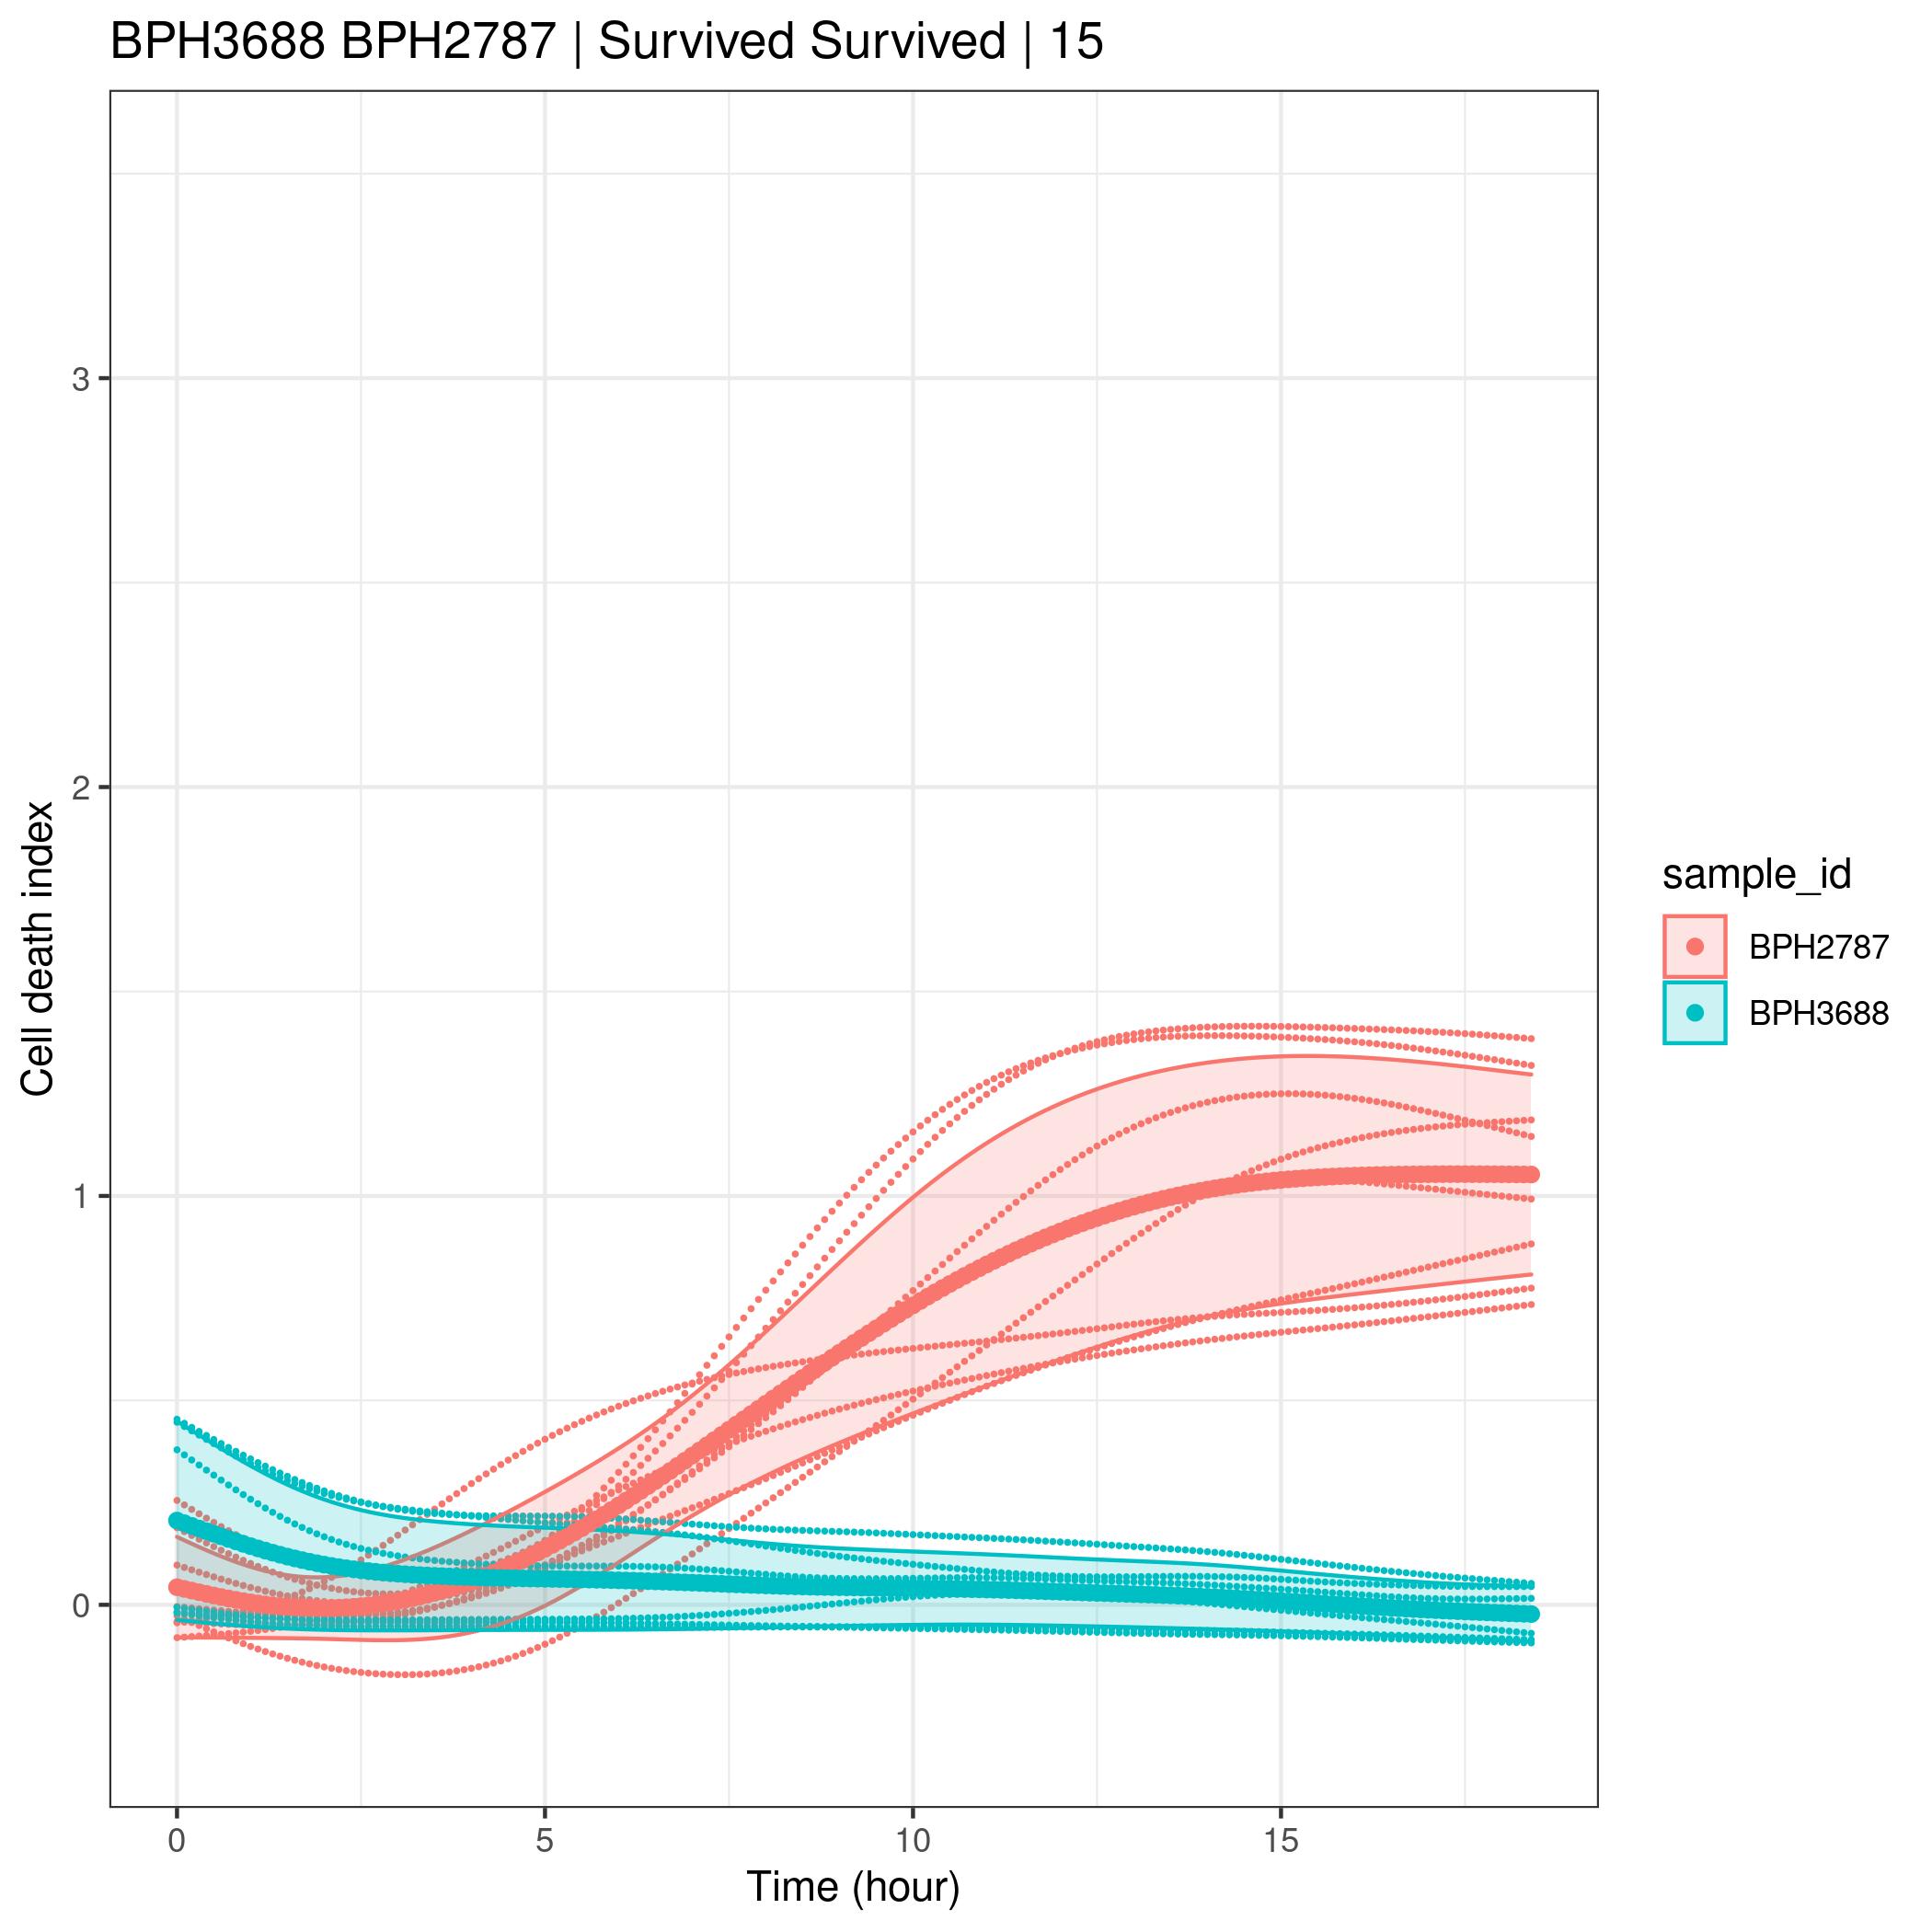 BPH3688 BPH2787 | Survived Survived | 15
3
2
1
0
Cell death index
0 5 10 15
Time (hour)
sample_id
BPH2787
BPH3688